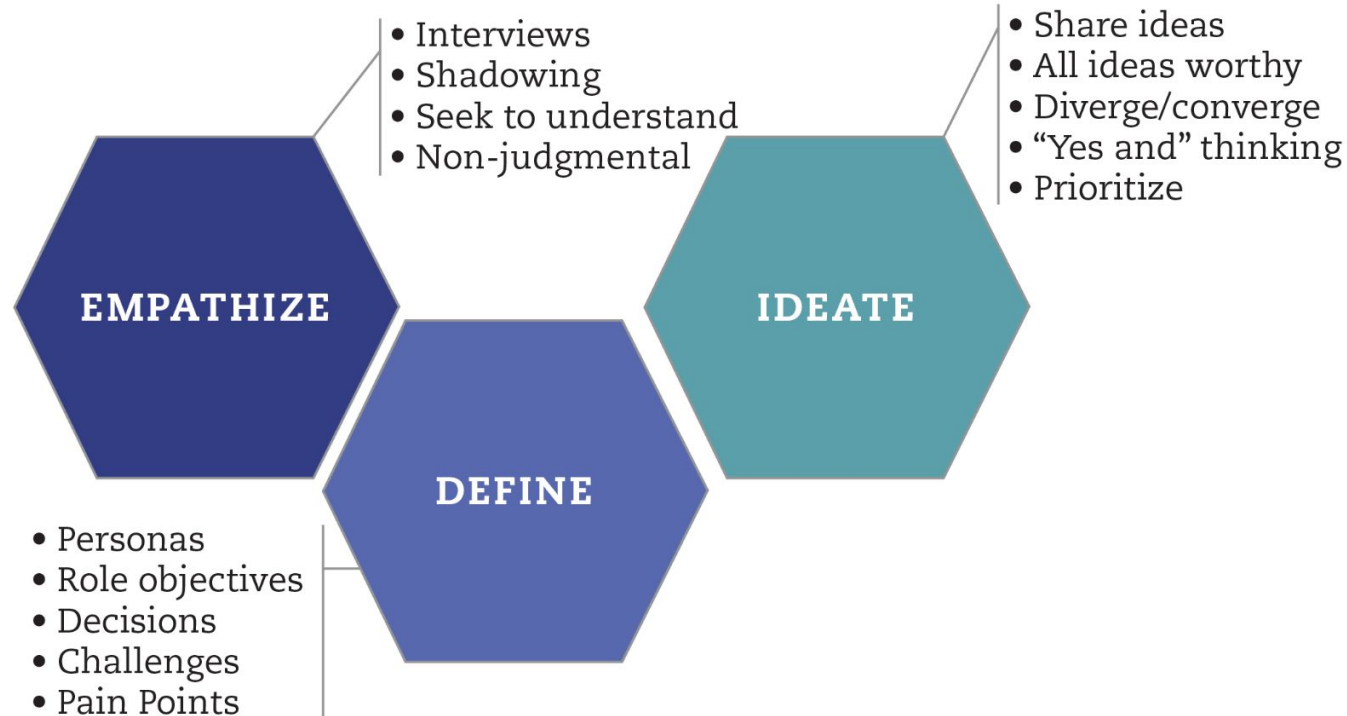 • Interviews
• Shadowing
• Seek to understand
• Non-judgmental
EMPATHIZE
DEFINE
• Personas
• Role objectives
• Decisions
• Challenges
• Pain Points
• Share ideas
• All ideas worthy
• Diverge/converge
• “Yes and” thinking
• Prioritize
IDEATE